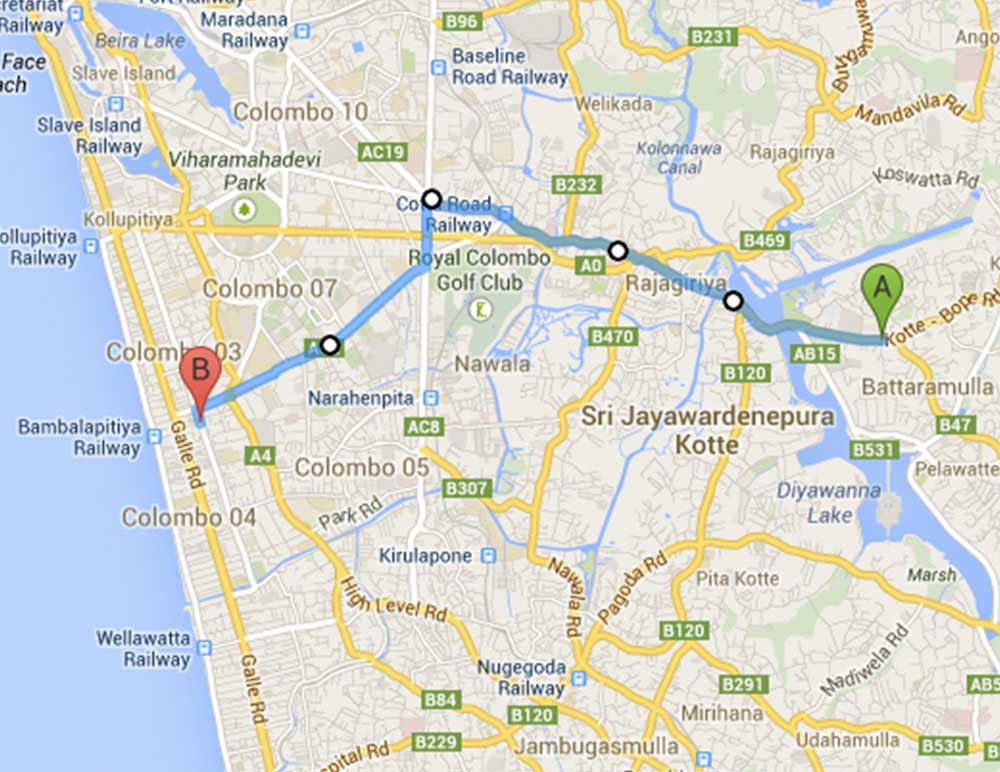 cretariat
Railway
Maradana
Railway
B96
B231
Ango
Beira Lake
Baseline
Road Railway
Face
ach
Slave Island
Welikada
Mandavila Rd
Colombo 10
Slave Island
Railway
AC19
Kolonnawa
Canal
Rajagiriya
Viharamahadevi
Park
B232
Koswatta Rd
Kollupitiya
Road
Railway
ollupitiya
Railway
B469
Royal Colombo
Golf Club
A0
Rajagiriya
A
Colombo 07
Kotte - Bope Rd
B470
AB15
Colombo 03
B
Nawala
B120
Battaramulla
Narahenpita
Sri Jayawardenepura
Kotte
Bambalapitiya
Railway
Galle Rd
AC8
B47
A4
B531
Colombo 05
Pelawatte
B307
Diyawanna
Lake
Colombo 04
Park Rd
Kirulapone
Nawala Rd
Pagoda Rd
Pita Kotte
Marsh
High Level Rd
Wellawatta
Railway
B120
Madiwela Rd
Galle Rd
Nugegoda
Railway
B291
AB5
B84
B120
Mirihana
B229
Jambugasmulla
Udahamulla
B530
B
spital Rd